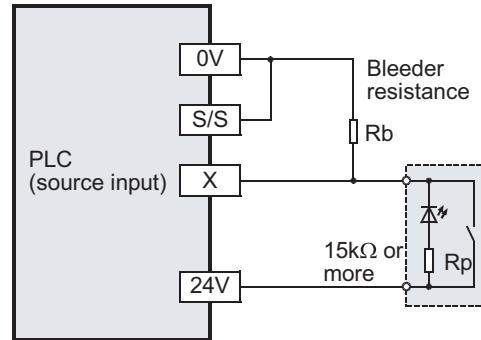 0V
S/S
PLC
(source input)
X
24V
Bleeder
resistance
Rb
15kΩ or
more
Rp